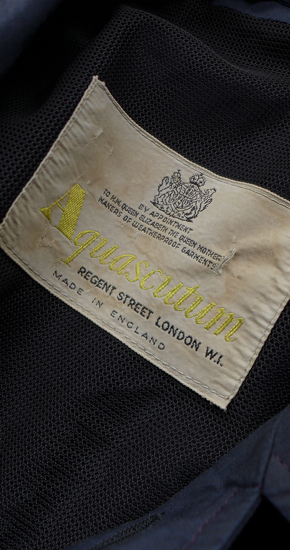 BY APPOINTMENT
TO H.M. QUEEN ELIZABETH THE QUEEN MOTHER
MAKERS OF WEATHERPROOF GARMENTS
Aquascutum
REGENT STREET LONDON W.I.
MADE IN ENGLAND